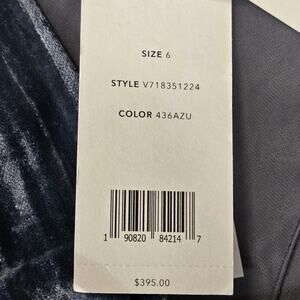 SIZE 6
STYLE V718351224
COLOR 436AZU
1 90820 84214 7
$395.00